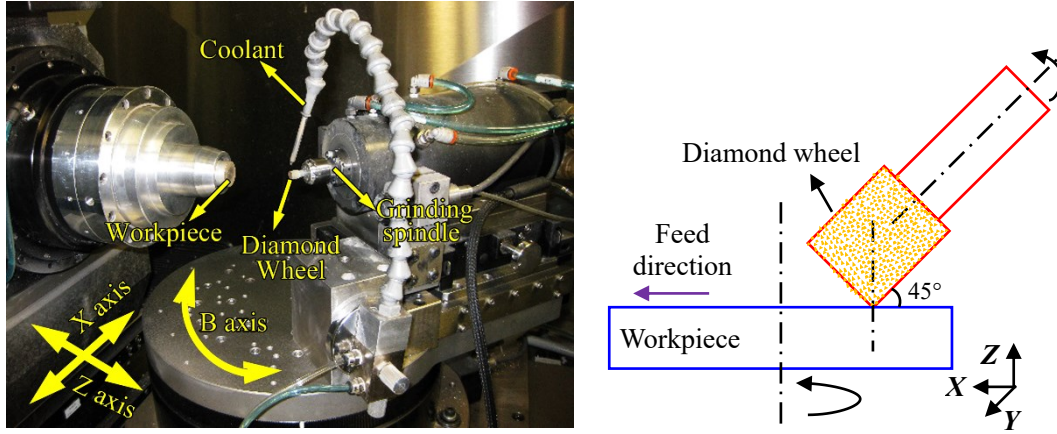 Coolant
Workpiece
Diamond
Wheel
Grinding
spindle
B axis
X axis
Z axis
Diamond wheel
Feed
direction
45°
Workpiece
Z
X
Y